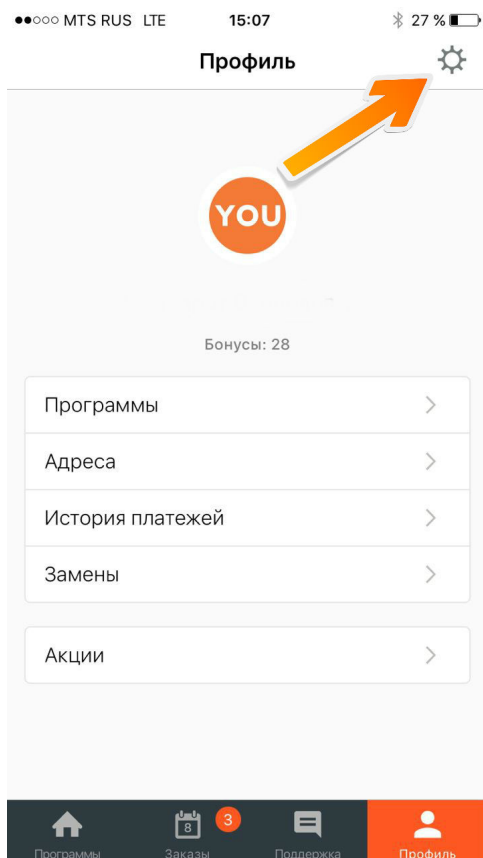 MTS RUS LTE 15:07 27 %
Профиль
YOU
Бонусы: 28
Программы
Адреса
История платежей
Замены
Акции
8 3
Программы Заказы Поддержка Профиль